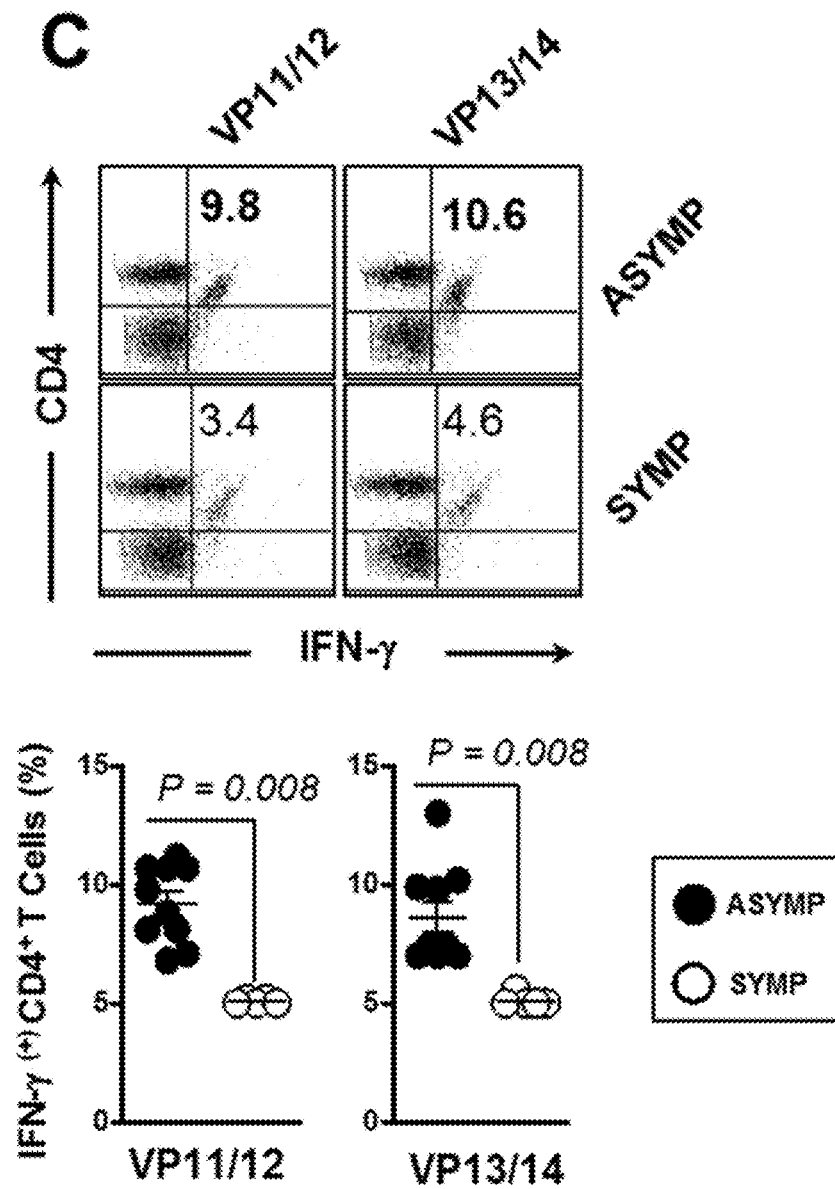 C
VP11/12
VP13/14
9.8
10.6
ASYMP
CD4
3.4
4.6
SYMP
IFN-γ
IFN-γ (+) CD4+ T Cells (%)
15
10
5
0
P = 0.008
VP11/12
15
10
5
0
P = 0.008
VP13/14
ASYMP
SYMP